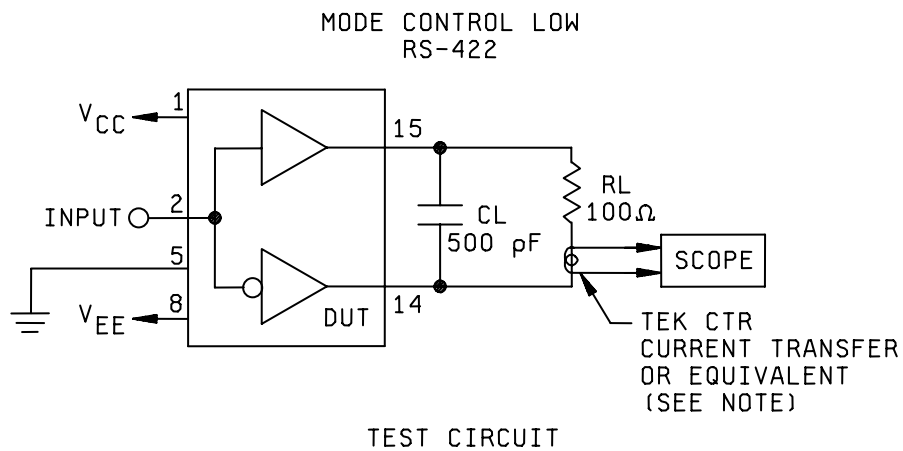 MODE CONTROL LOW
RS-422
VCC
1
15
INPUT
2
RL
100Ω
CL
500 pF
SCOPE
5
8
VEE
DUT
14
TEK CTR
CURRENT TRANSFER
OR EQUIVALENT
(SEE NOTE)
TEST CIRCUIT